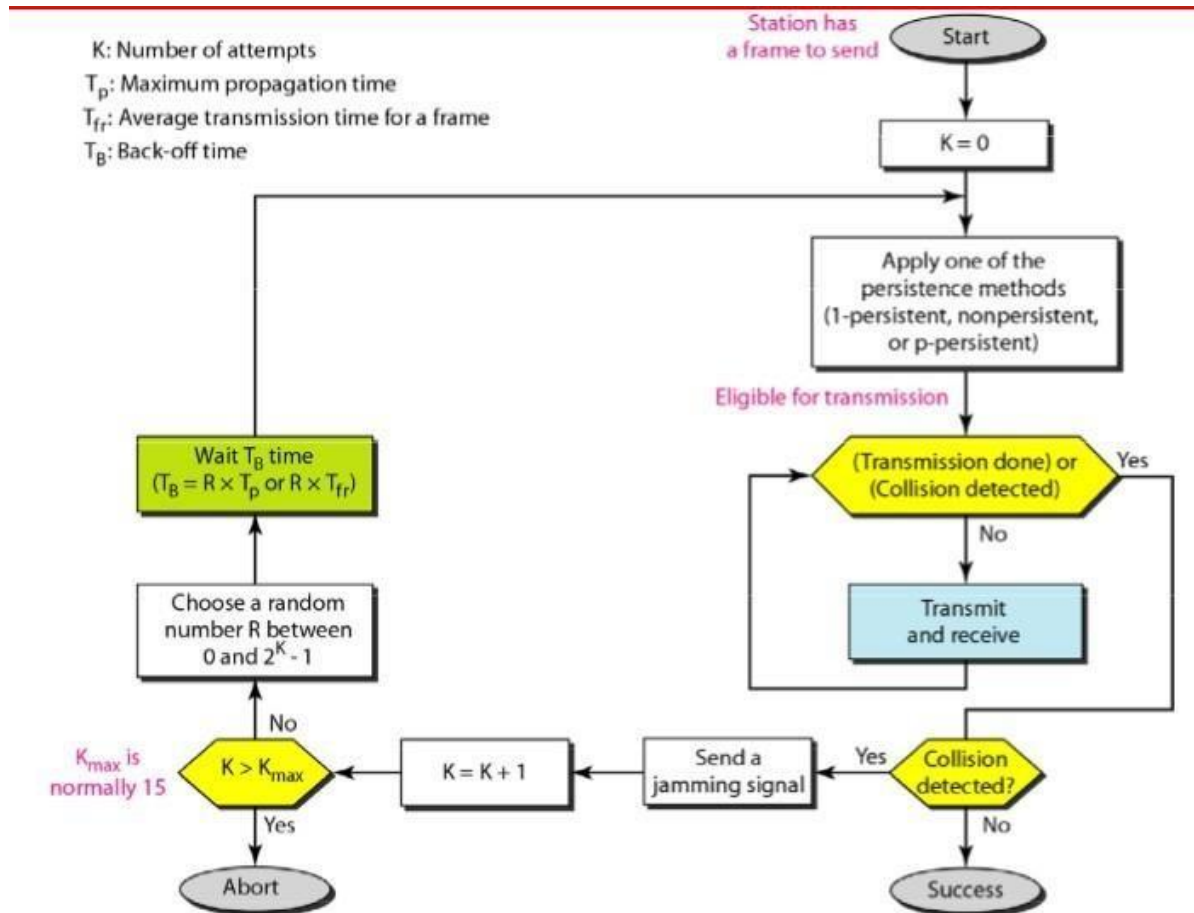 K: Number of attempts
Tp: Maximum propagation time
Tfr: Average transmission time for a frame
TB: Back-off time
Station has
a frame to send
Start
K = 0
Apply one of the
persistence methods
(1-persistent, nonpersistent,
or p-persistent)
Eligible for transmission
(Transmission done) or
(Collision detected)
Yes
No
Transmit
and receive
Collision
detected?
Yes
No
Success
Send a
jamming signal
K = K + 1
Kmax is
normally 15
K > Kmax
Yes
Abort
No
Choose a random
number R between
0 and 2^K - 1
Wait TB time
(TB = R × Tp or R × Tfr)